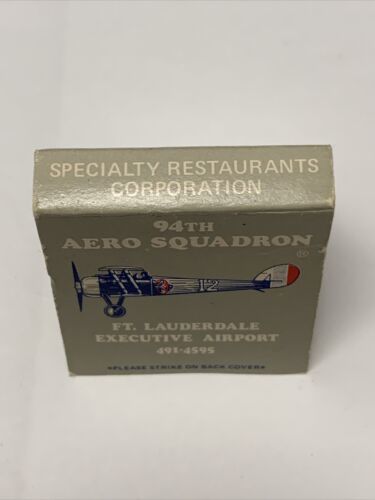 SPECIALTY RESTAURANTS
CORPORATION
94TH
AERO SQUADRON®
12
FT. LAUDERDALE
EXECUTIVE AIRPORT
491-4595
•PLEASE STRIKE ON BACK COVER•